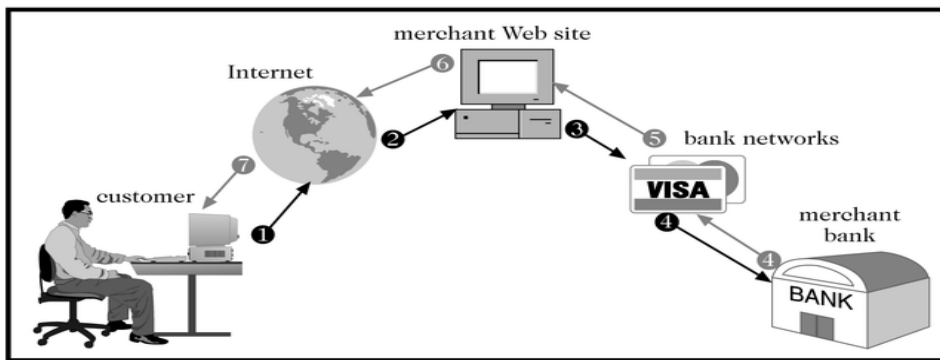 merchant Web site
6
Internet
2
3
5
bank networks
7
customer
VISA
1
4
merchant
bank
4
BANK